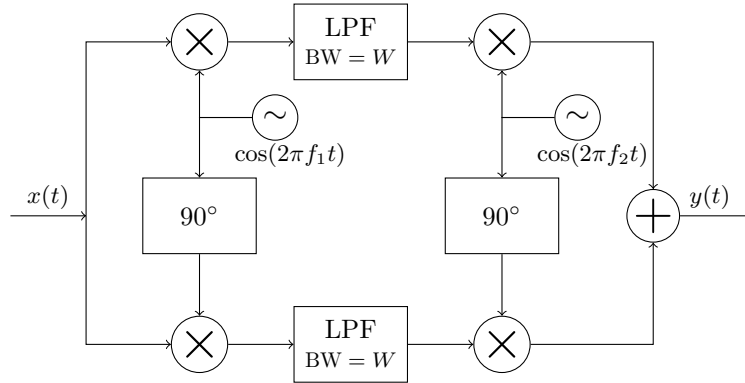 LPF
BW = W
∼
cos(2πf₁t)
∼
cos(2πf₂t)
x(t)
90°
90°
y(t)
LPF
BW = W